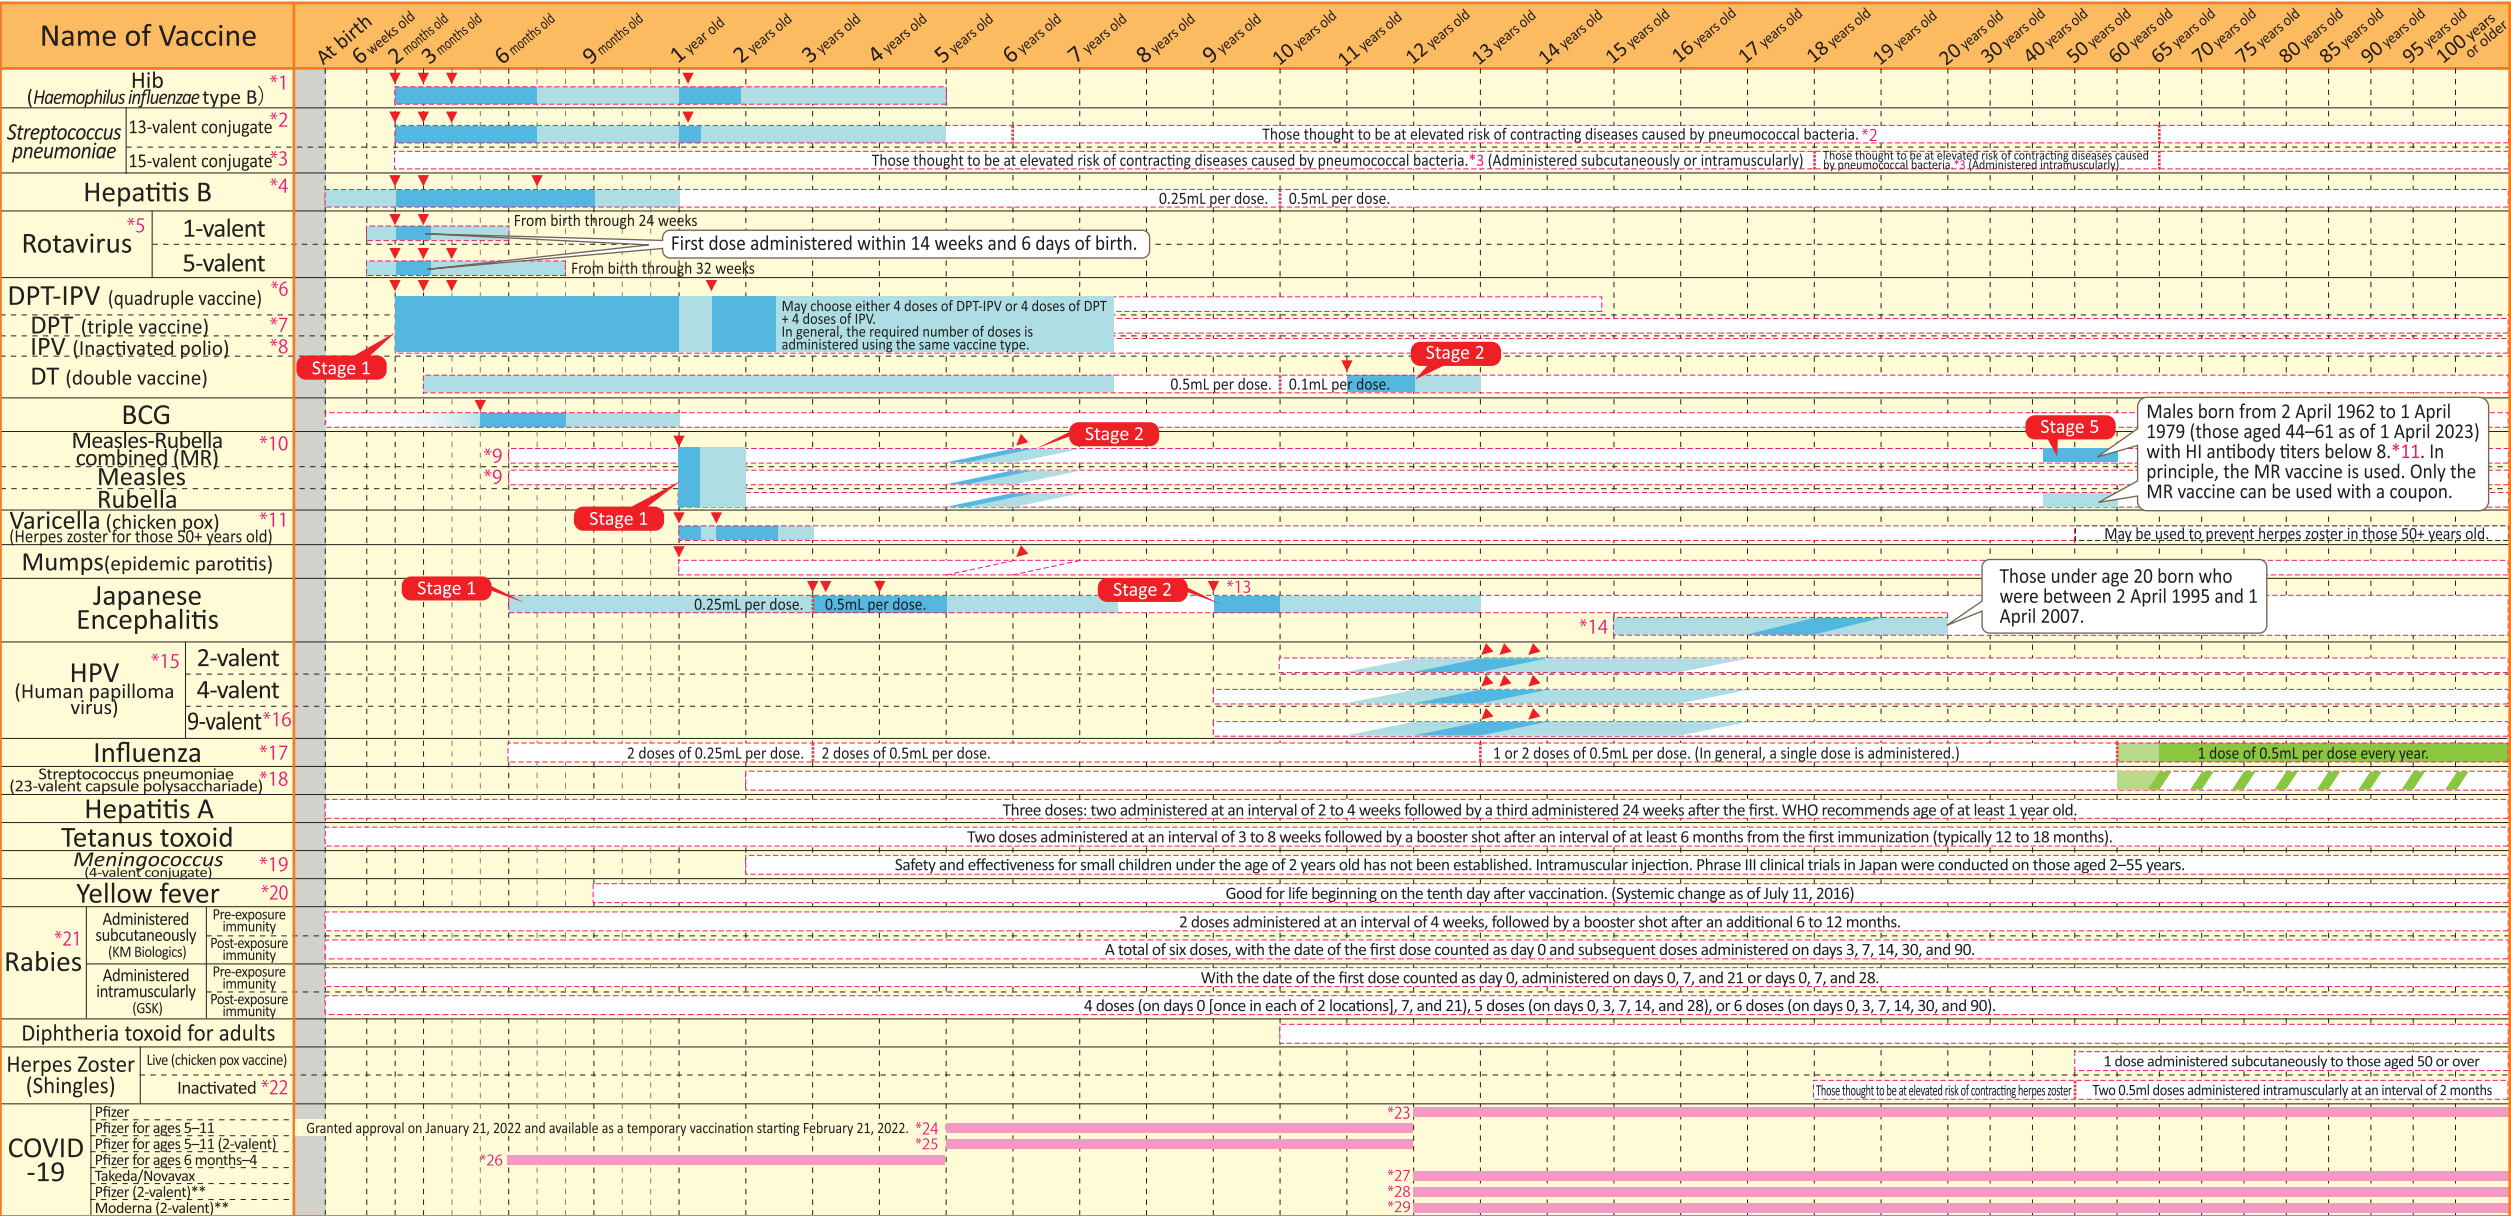 Name of Vaccine
At birth
6 weeks old
2 months old
3 months old
6 months old
9 months old
1 year old
2 years old
3 years old
4 years old
5 years old
6 years old
7 years old
8 years old
9 years old
10 years old
11 years old
12 years old
13 years old
14 years old
15 years old
16 years old
17 years old
18 years old
19 years old
20 years old
30 years old
40 years old
50 years old
60 years old
65 years old
70 years old
75 years old
80 years old
85 years old
90 years old
95 years old
100 years or older
Hib *1
(Haemophilus influenzae type B)
Streptococcus
pneumoniae
13-valent conjugate *2
Those thought to be at elevated risk of contracting diseases caused by pneumococcal bacteria. *2
15-valent conjugate *3
Those thought to be at elevated risk of contracting diseases caused by pneumococcal bacteria.*3 (Administered subcutaneously or intramuscularly)
Those thought to be at elevated risk of contracting diseases caused
by pneumococcal bacteria.*3 (Administered intramuscularly)
Hepatitis B *4
0.25mL per dose.
0.5mL per dose.
Rotavirus *5
1-valent
From birth through 24 weeks
First dose administered within 14 weeks and 6 days of birth.
5-valent
From birth through 32 weeks
DPT-IPV (quadruple vaccine) *6
DPT (triple vaccine) *7
IPV (Inactivated polio) *8
May choose either 4 doses of DPT-IPV or 4 doses of DPT
+ 4 doses of IPV.
In general, the required number of doses is
administered using the same vaccine type.
Stage 1
Stage 2
DT (double vaccine)
0.5mL per dose.
0.1mL per dose.
BCG
Measles-Rubella *10
combined (MR)
*9
Stage 2
Stage 5
Males born from 2 April 1962 to 1 April
1979 (those aged 44–61 as of 1 April 2023)
with HI antibody titers below 8.*11. In
principle, the MR vaccine is used. Only the
MR vaccine can be used with a coupon.
Measles
*9
Rubella
Stage 1
Varicella (chicken pox) *11
(Herpes zoster for those 50+ years old)
May be used to prevent herpes zoster in those 50+ years old.
Mumps(epidemic parotitis)
Japanese
Encephalitis
Stage 1
0.25mL per dose.
0.5mL per dose.
Stage 2
*13
*14
Those under age 20 born who
were between 2 April 1995 and 1
April 2007.
HPV *15
(Human papilloma
virus)
2-valent
4-valent
9-valent*16
Influenza *17
2 doses of 0.25mL per dose.
2 doses of 0.5mL per dose.
1 or 2 doses of 0.5mL per dose. (In general, a single dose is administered.)
1 dose of 0.5mL per dose every year.
Streptococcus pneumoniae
(23-valent capsule polysacchariade) *18
Hepatitis A
Three doses: two administered at an interval of 2 to 4 weeks followed by a third administered 24 weeks after the first. WHO recommends age of at least 1 year old.
Tetanus toxoid
Two doses administered at an interval of 3 to 8 weeks followed by a booster shot after an interval of at least 6 months from the first immunization (typically 12 to 18 months).
Meningococcus *19
(4-valent conjugate)
Safety and effectiveness for small children under the age of 2 years old has not been established. Intramuscular injection. Phrase III clinical trials in Japan were conducted on those aged 2–55 years.
Yellow fever *20
Good for life beginning on the tenth day after vaccination. (Systemic change as of July 11, 2016)
*21
Rabies
Administered
subcutaneously
(KM Biologics)
Pre-exposure
immunity
2 doses administered at an interval of 4 weeks, followed by a booster shot after an additional 6 to 12 months.
Post-exposure
immunity
A total of six doses, with the date of the first dose counted as day 0 and subsequent doses administered on days 3, 7, 14, 30, and 90.
Administered
intramuscularly
(GSK)
Pre-exposure
immunity
With the date of the first dose counted as day 0, administered on days 0, 7, and 21 or days 0, 7, and 28.
Post-exposure
immunity
4 doses (on days 0 [once in each of 2 locations], 7, and 21), 5 doses (on days 0, 3, 7, 14, and 28), or 6 doses (on days 0, 3, 7, 14, 30, and 90).
Diphtheria toxoid for adults
Herpes Zoster
(Shingles)
Live (chicken pox vaccine)
1 dose administered subcutaneously to those aged 50 or over
Inactivated *22
Those thought to be at elevated risk of contracting herpes zoster
Two 0.5ml doses administered intramuscularly at an interval of 2 months
COVID
-19
Pfizer
*23
Pfizer for ages 5–11
Granted approval on January 21, 2022 and available as a temporary vaccination starting February 21, 2022. *24
Pfizer for ages 5–11 (2-valent)
*25
Pfizer for ages 6 months–4
*26
Takeda/Novavax
*27
Pfizer (2-valent)**
*28
Moderna (2-valent)**
*29